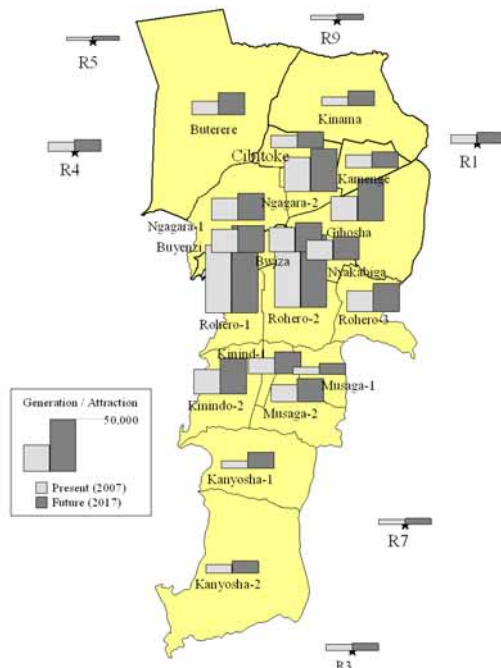 R9
R5
Kinama
Buterere
R4
R1
Cibitoke
Kamenge
Ngagara-2
Ngagara-1
Gihosha
Buyenzi
Bwiza
Nyakabiga
Rohero-1
Rohero-2
Rohero-3
Kinind-1
Musaga-1
Kinindo-2
Musaga-2
Generation / Attraction
50,000
Present (2007)
Future (2017)
Kanyosha-1
R7
Kanyosha-2
R3